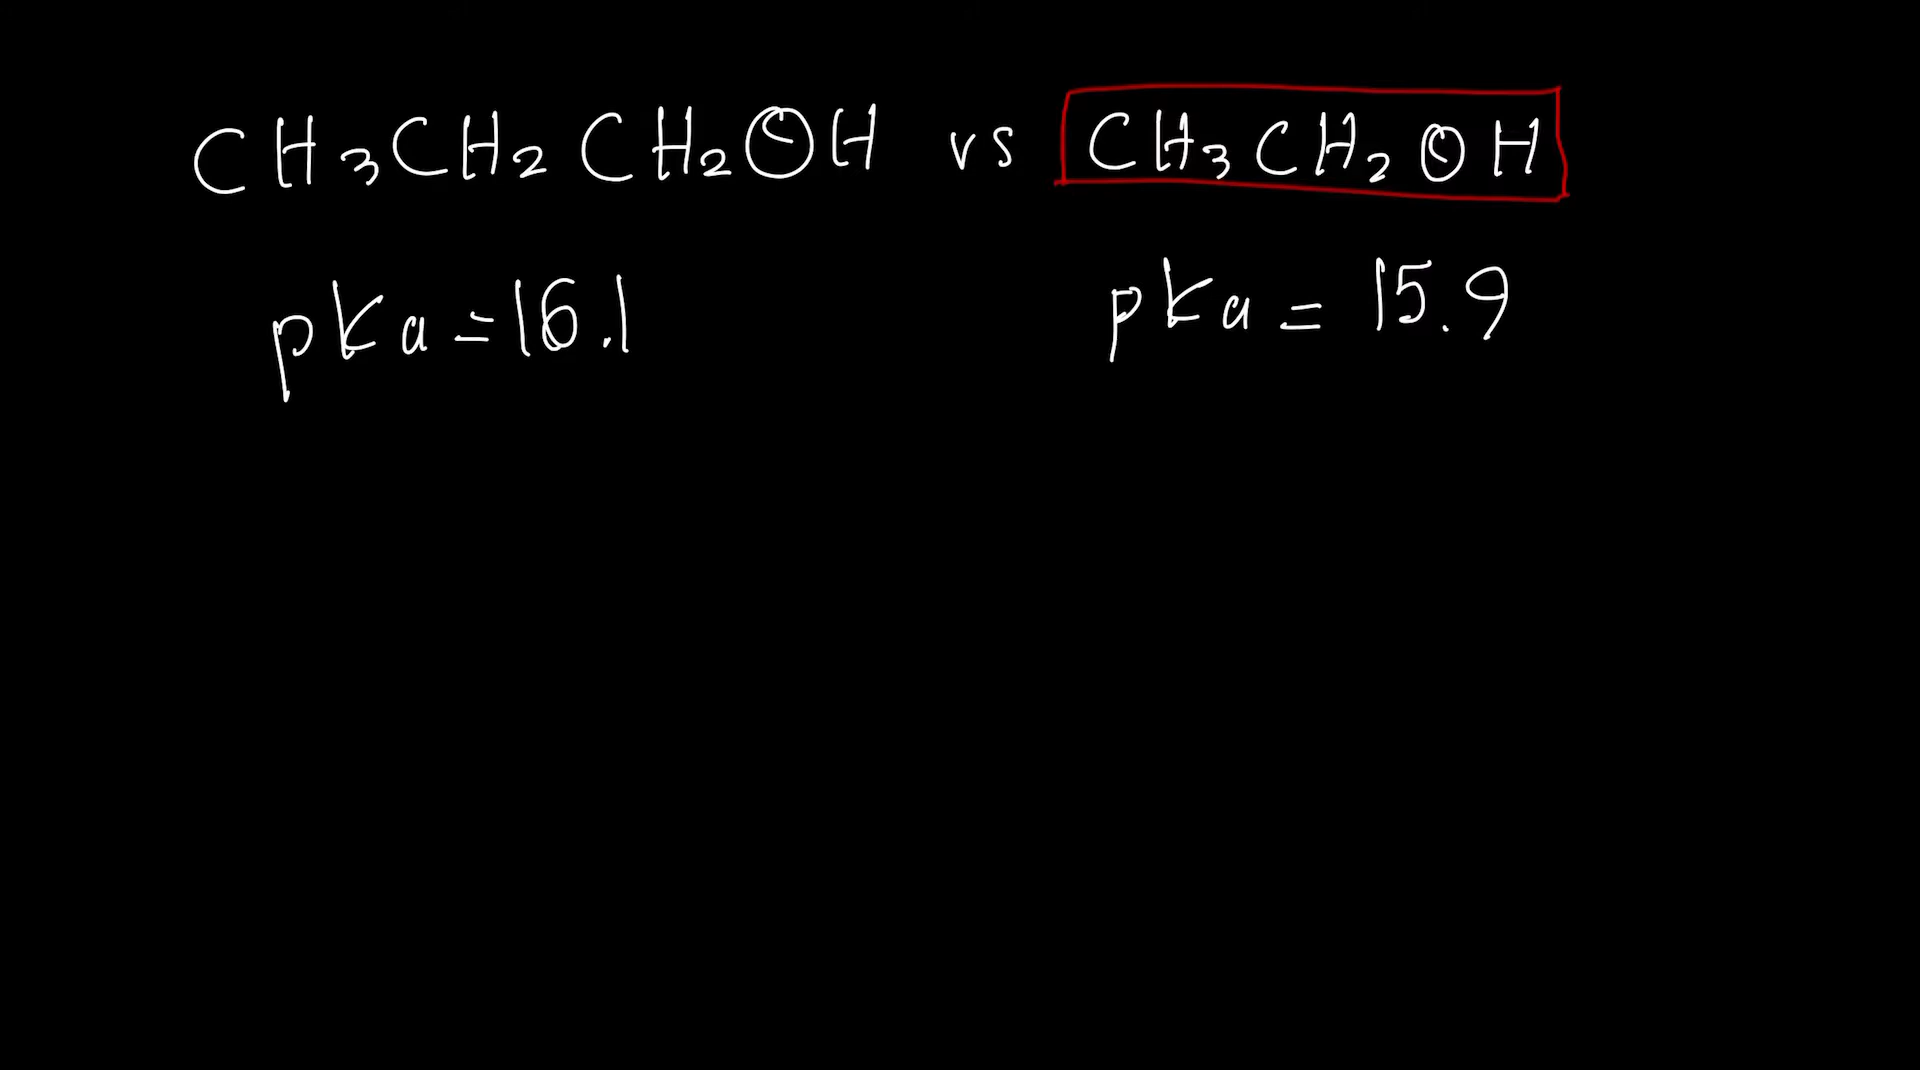 CH₃CH₂CH₂OH vs CH₃CH₂OH
pKa = 16.1 pKa = 15.9